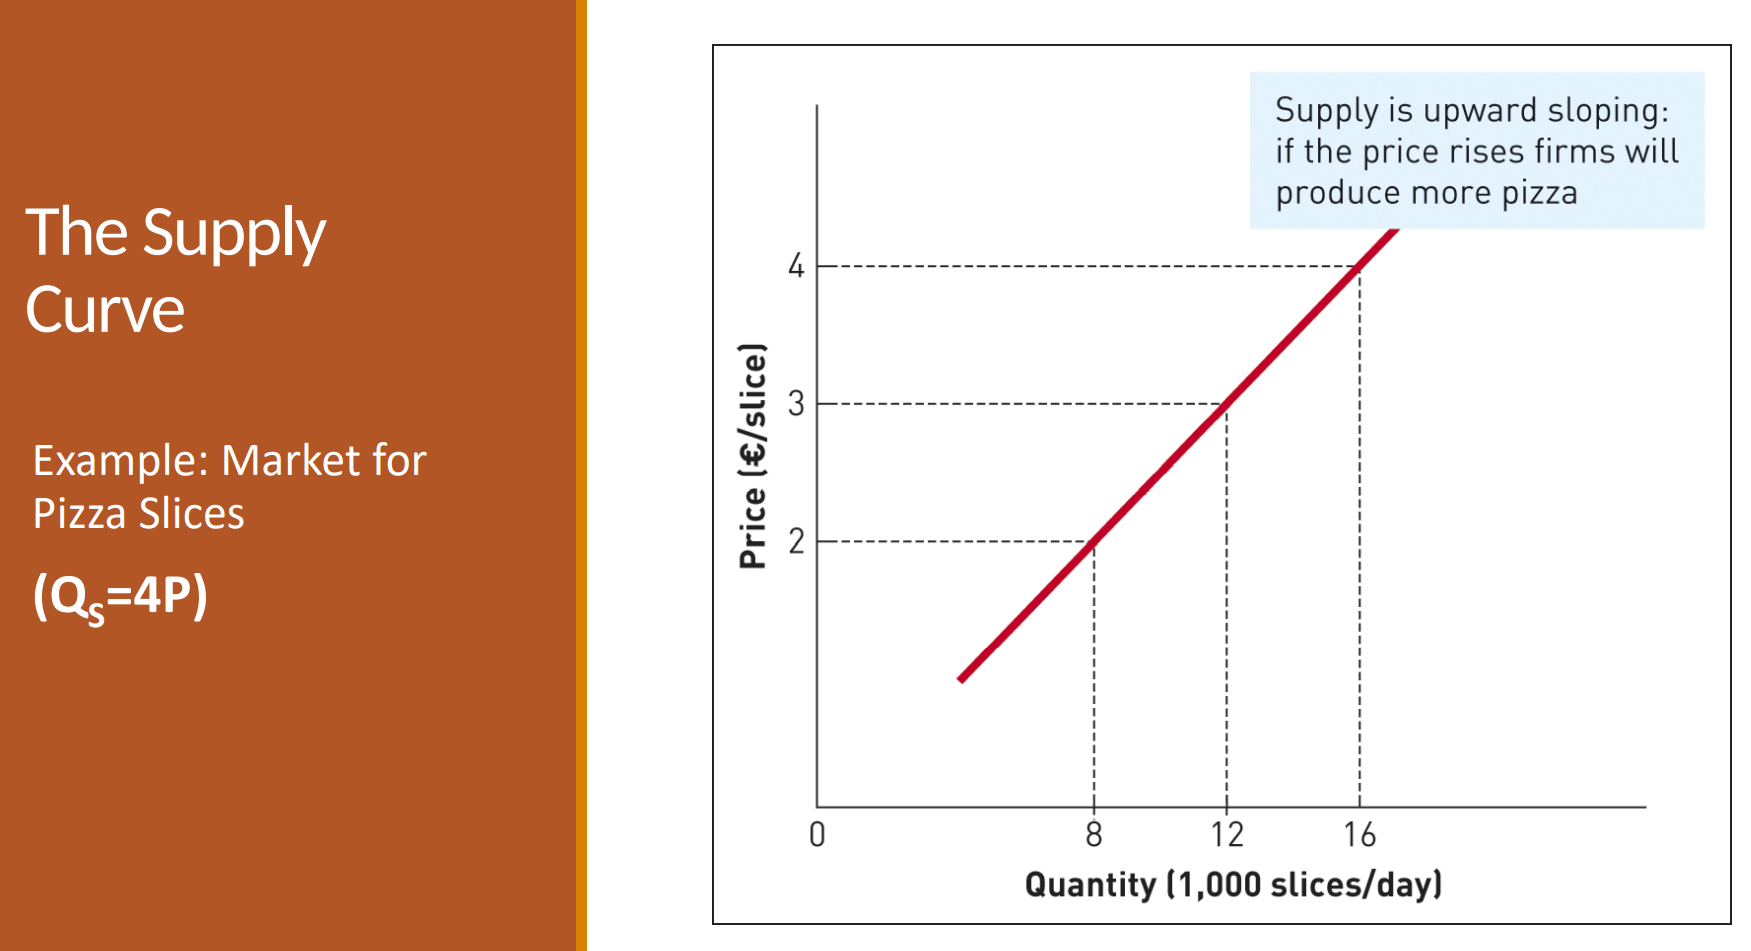 The Supply
Curve
Example: Market for
Pizza Slices
(Qs=4P)
Supply is upward sloping:
if the price rises firms will
produce more pizza
Price (€/slice)
4
3
2
0 8 12 16
Quantity (1,000 slices/day)